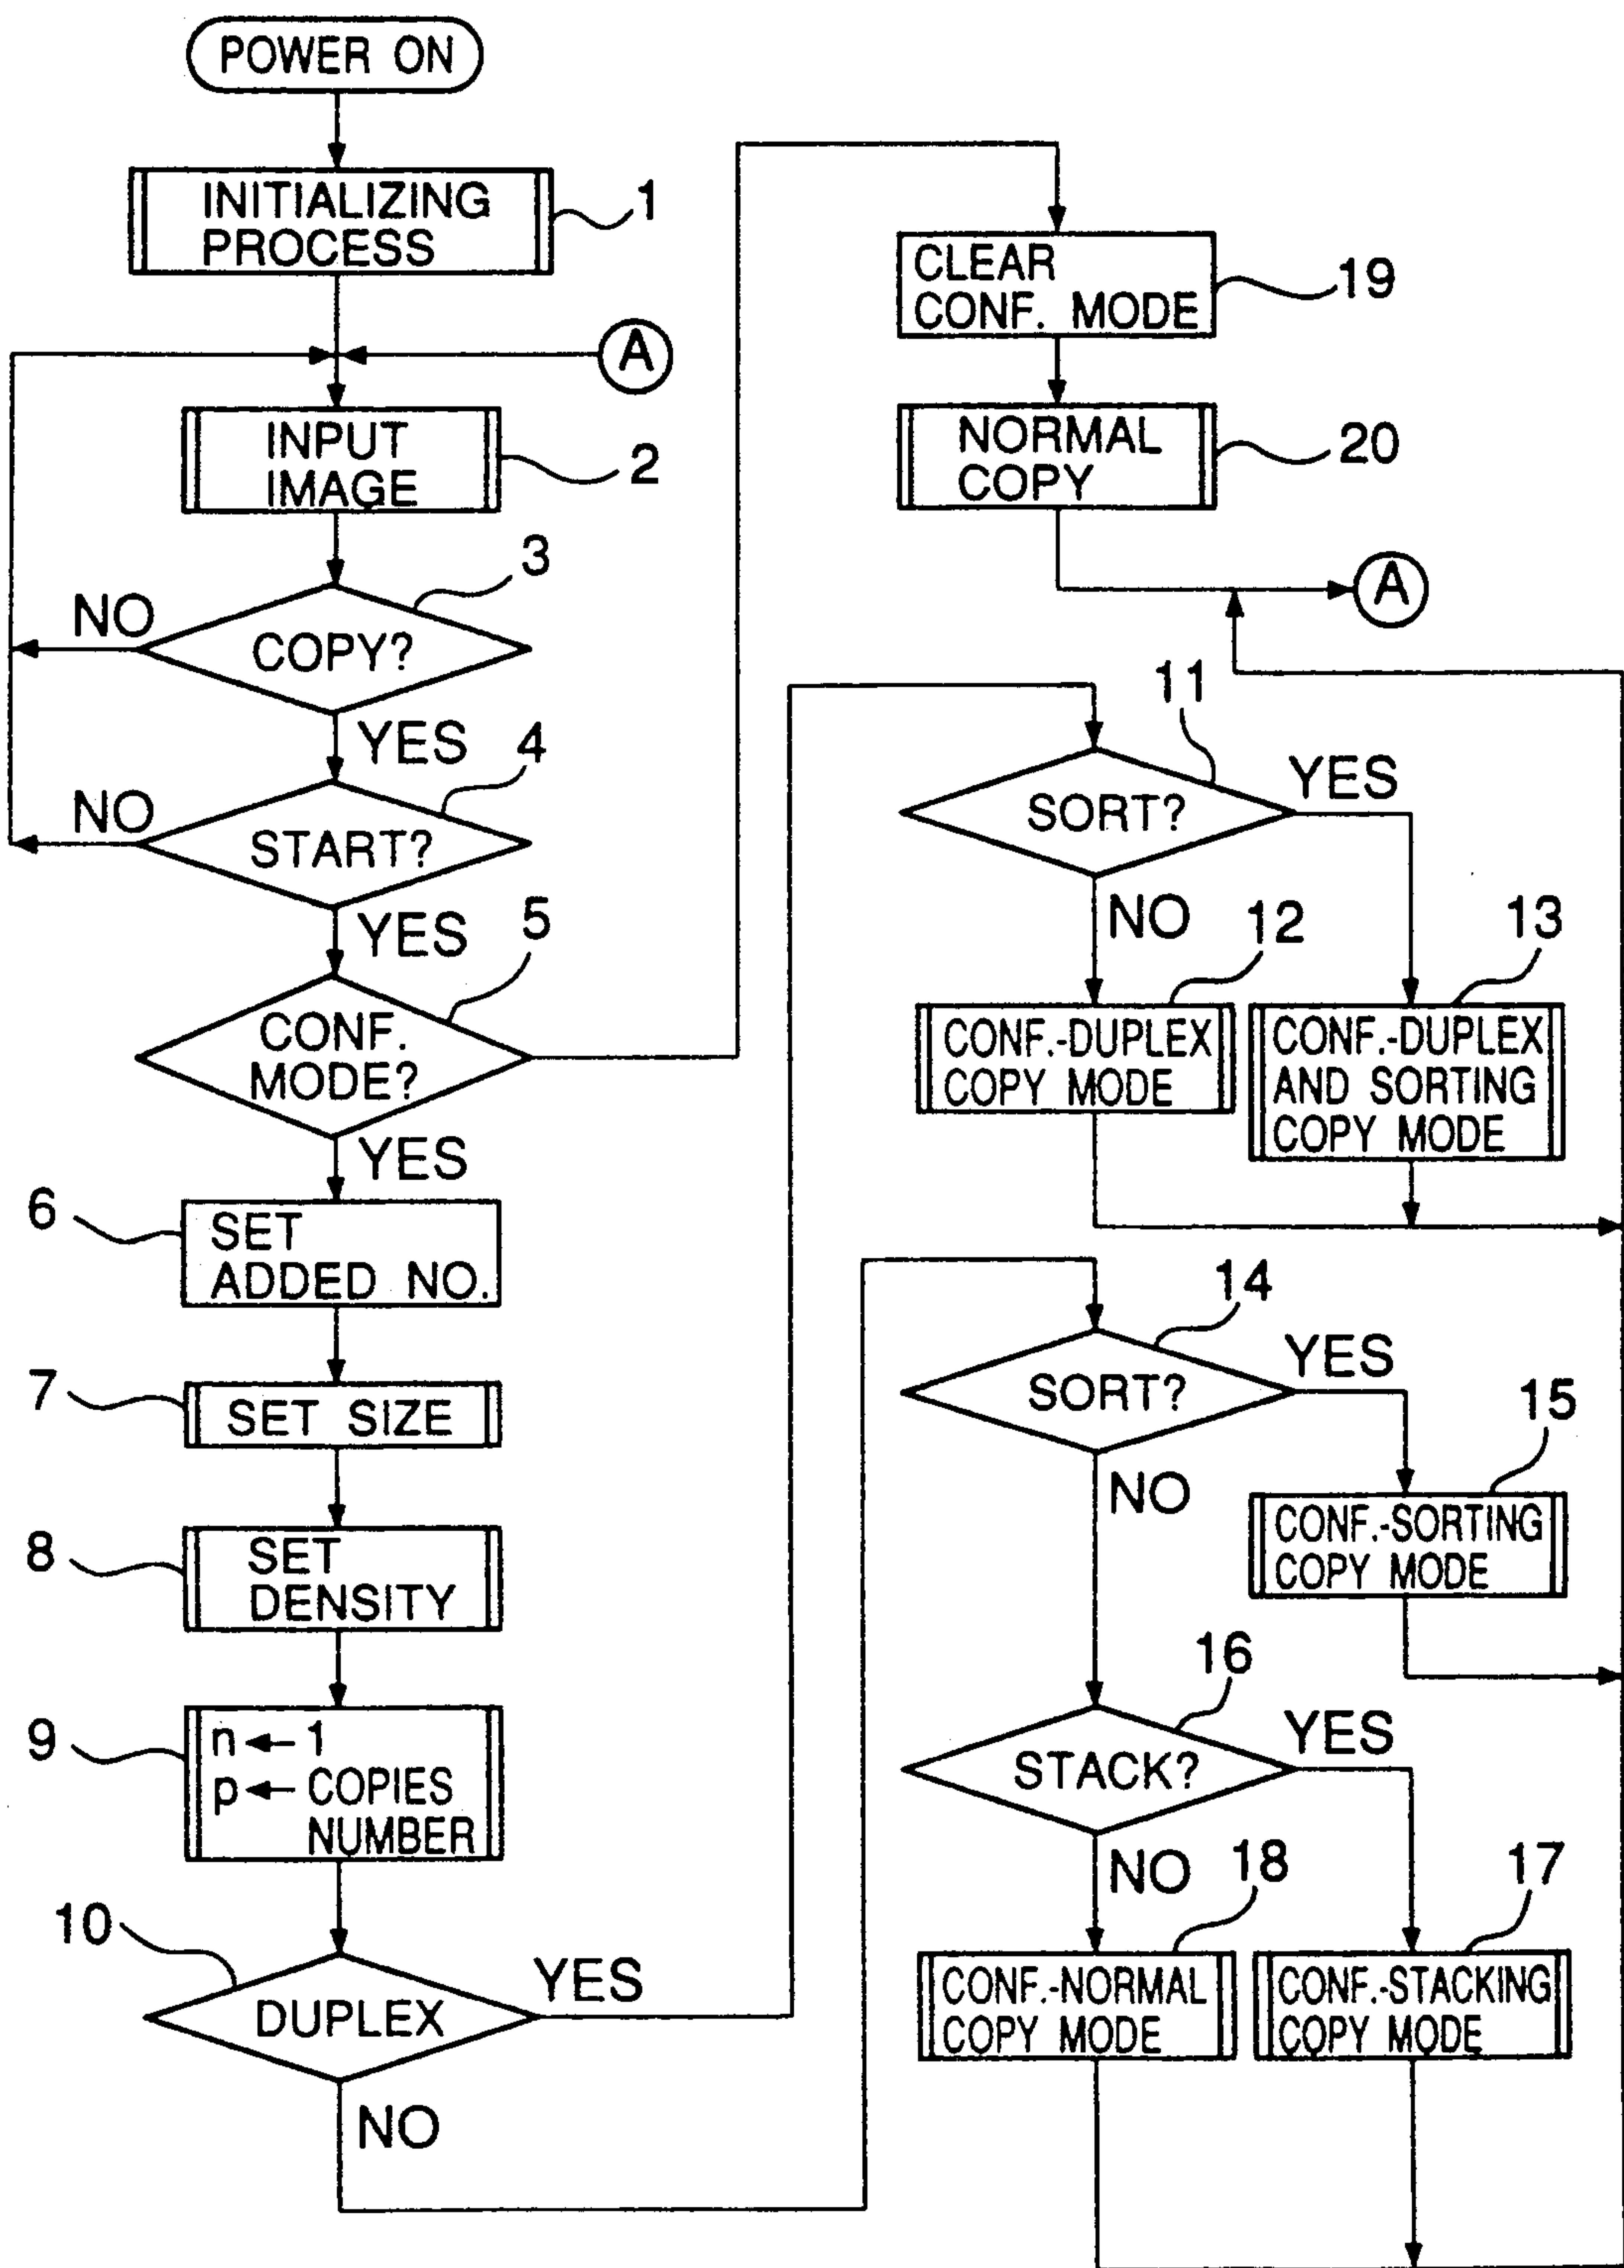 POWER ON
INITIALIZING
PROCESS
1
A
INPUT
IMAGE
2
3
NO
COPY?
YES
4
NO
START?
YES
5
CONF.
MODE?
YES
6
SET
ADDED NO.
7
SET SIZE
8
SET
DENSITY
9
n ← 1
p ← COPIES
NUMBER
10
DUPLEX
YES
NO
CLEAR
CONF. MODE
19
NORMAL
COPY
20
A
11
SORT?
YES
NO
12
13
CONF.-DUPLEX
COPY MODE
CONF.-DUPLEX
AND SORTING
COPY MODE
14
SORT?
YES
NO
15
CONF.-SORTING
COPY MODE
16
STACK?
YES
NO
18
17
CONF.-NORMAL
COPY MODE
CONF.-STACKING
COPY MODE